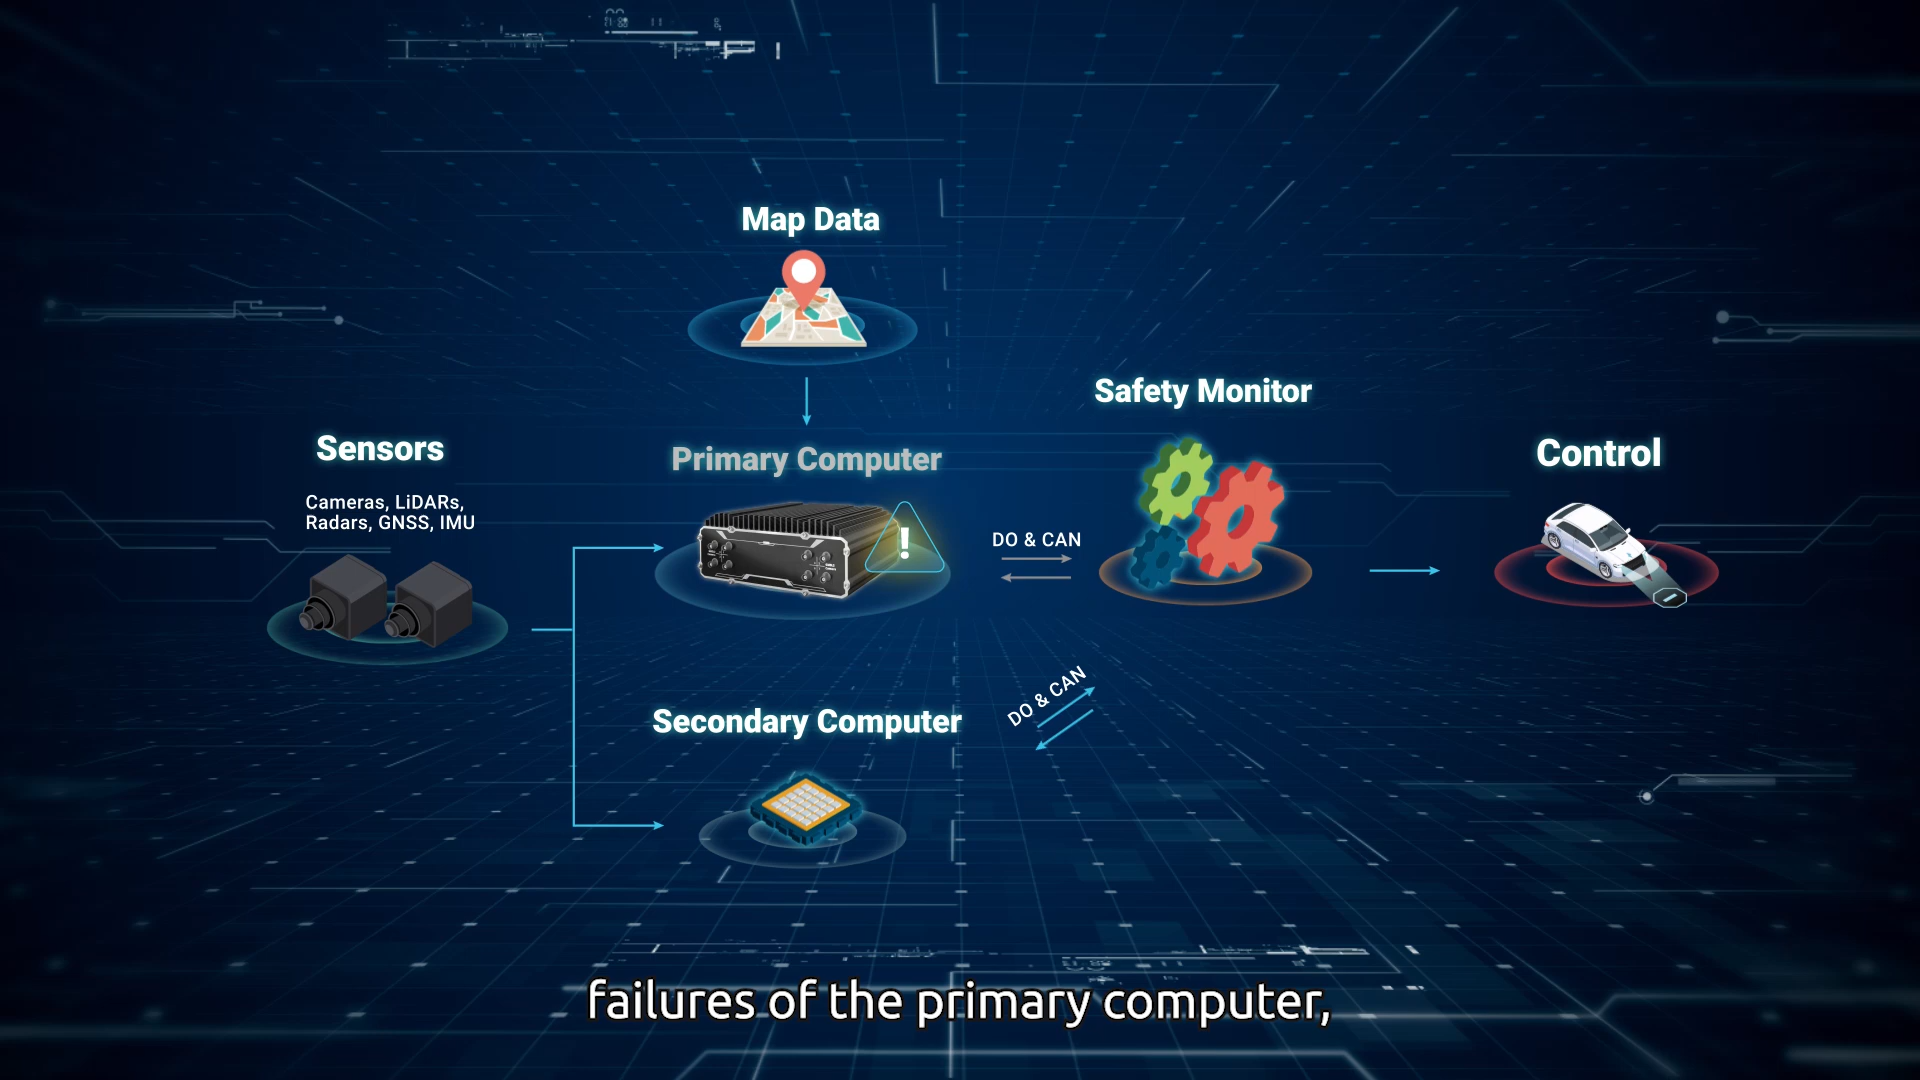 Map Data
Safety Monitor
Sensors
Primary Computer
Control
Cameras, LiDARs,
Radars, GNSS, IMU
!
DO & CAN
DO & CAN
Secondary Computer
failures of the primary computer,